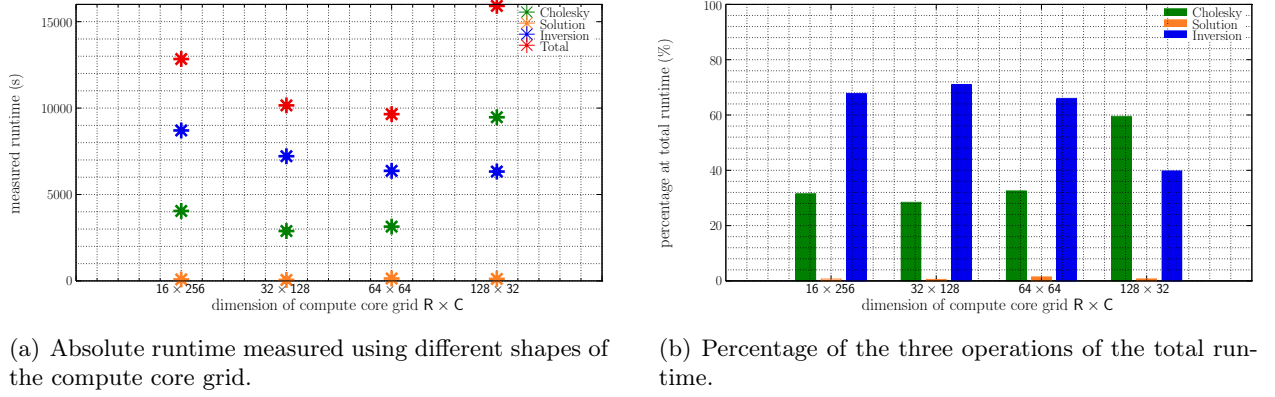 15000
10000
5000
0
measured runtime (s)
Cholesky
Solution
Inversion
Total
16 × 256
32 × 128
64 × 64
128 × 32
dimension of compute core grid R × C
(a) Absolute runtime measured using different shapes of
the compute core grid.
100
80
60
40
20
0
percentage at total runtime (%)
Cholesky
Solution
Inversion
16 × 256
32 × 128
64 × 64
128 × 32
dimension of compute core grid R × C
(b) Percentage of the three operations of the total run-
time.